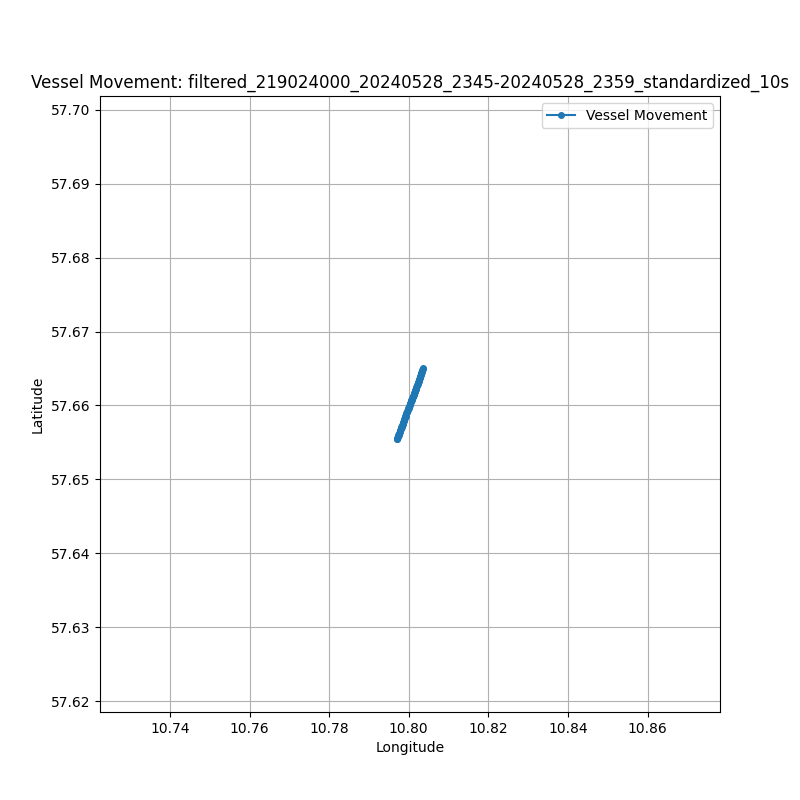 Vessel Movement: filtered_219024000_20240528_2345-20240528_2359_standardized_10s
Vessel Movement
57.70
57.69
57.68
57.67
57.66
57.65
57.64
57.63
57.62
Latitude
10.74 10.76 10.78 10.80 10.82 10.84 10.86
Longitude